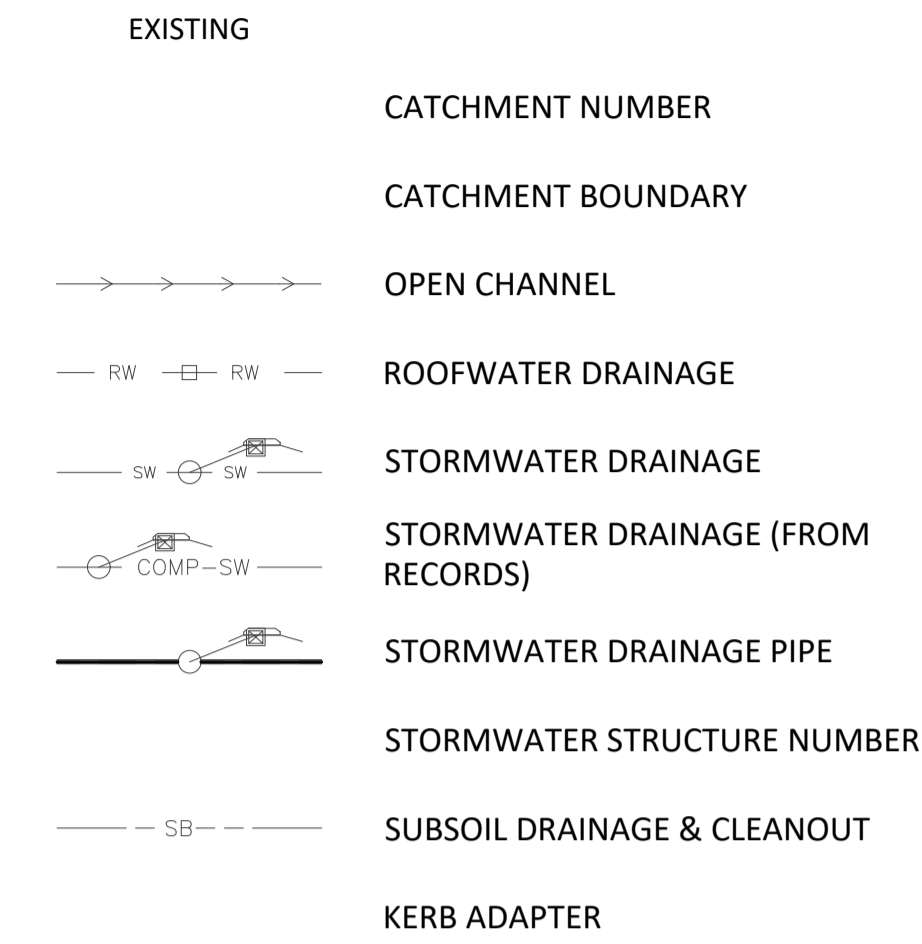 EXISTING
CATCHMENT NUMBER
CATCHMENT BOUNDARY
OPEN CHANNEL
RW RW ROOFWATER DRAINAGE
SW SW STORMWATER DRAINAGE
COMP-SW STORMWATER DRAINAGE (FROM
RECORDS)
STORMWATER DRAINAGE PIPE
STORMWATER STRUCTURE NUMBER
SB SUBSOIL DRAINAGE & CLEANOUT
KERB ADAPTER